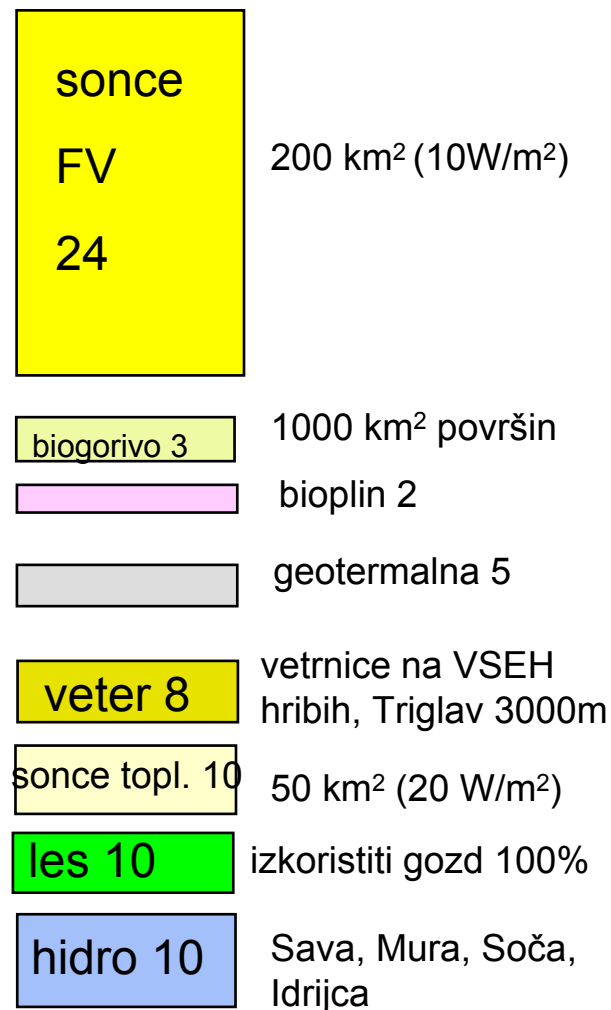 sonce
FV
24
200 km² (10W/m²)
biogorivo 3
1000 km² površin
bioplin 2
geotermalna 5
veter 8
vetrnice na VSEH
hribih, Triglav 3000m
sonce topl. 10
50 km² (20 W/m²)
les 10
izkoristiti gozd 100%
hidro 10
Sava, Mura, Soča,
Idrijca